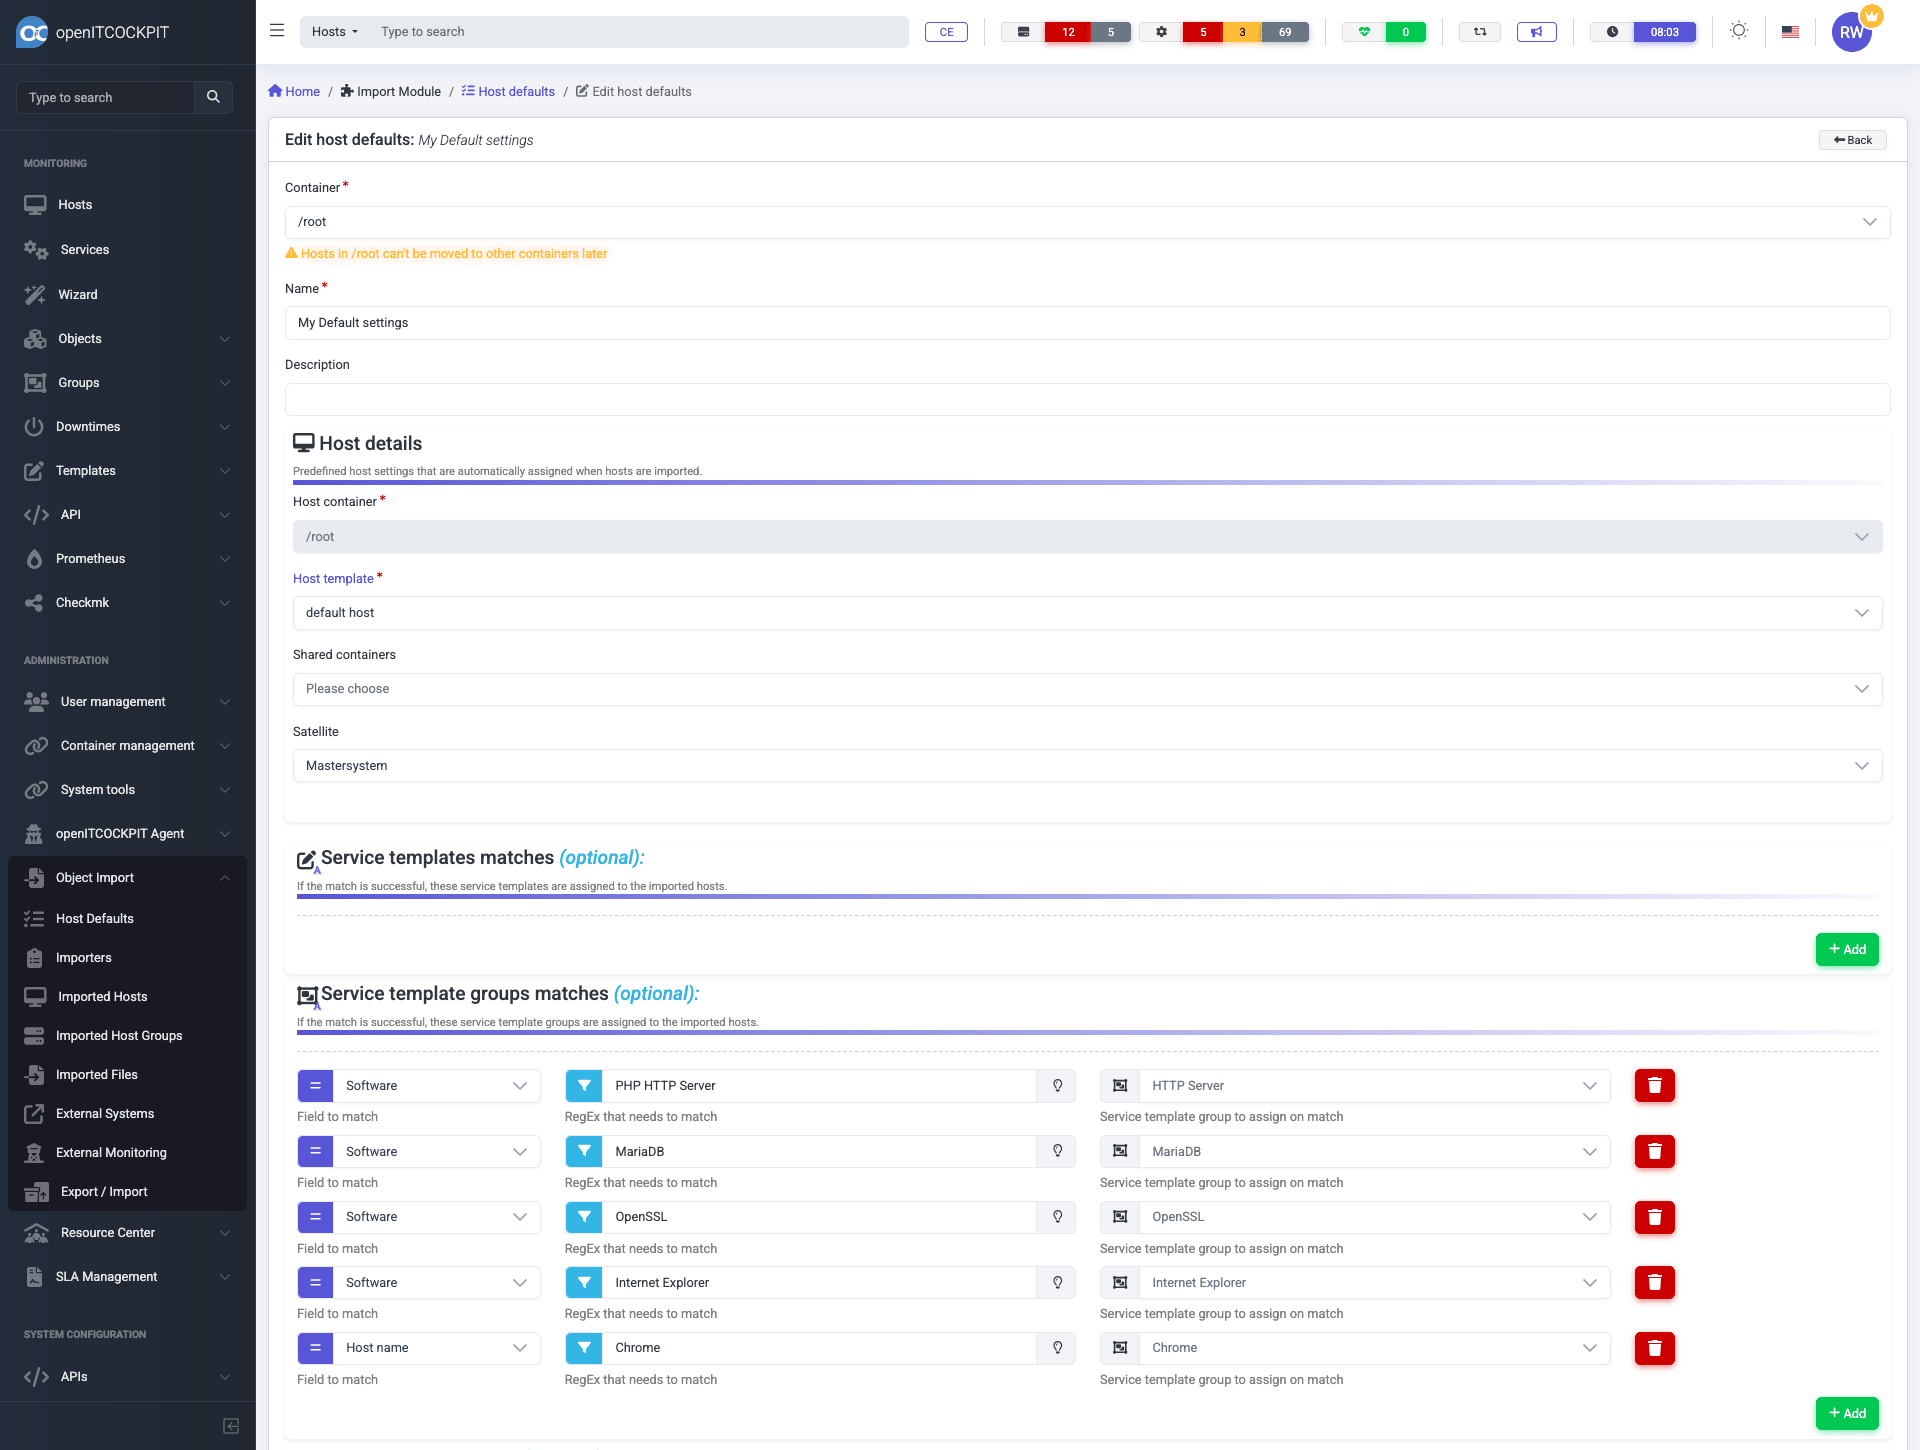 openITCOCKPIT
Hosts
Type to search
CE
12
5
5
3
69
0
08:03
RW
Type to search
MONITORING
Hosts
Services
Wizard
Objects
Groups
Downtimes
Templates
API
Prometheus
Checkmk
ADMINISTRATION
User management
Container management
System tools
openITCOCKPIT Agent
Object Import
Host Defaults
Importers
Imported Hosts
Imported Host Groups
Imported Files
External Systems
External Monitoring
Export / Import
Resource Center
SLA Management
SYSTEM CONFIGURATION
APIs
Home / Import Module / Host defaults / Edit host defaults
Edit host defaults: My Default settings
Back
Container *
/root
Hosts in /root can't be moved to other containers later
Name *
My Default settings
Description
Host details
Predefined host settings that are automatically assigned when hosts are imported.
Host container *
/root
Host template *
default host
Shared containers
Please choose
Satellite
Mastersystem
Service templates matches (optional):
If the match is successful, these service templates are assigned to the imported hosts.
+ Add
Service template groups matches (optional):
If the match is successful, these service template groups are assigned to the imported hosts.
Software PHP HTTP Server HTTP Server
Field to match RegEx that needs to match Service template group to assign on match
Software MariaDB MariaDB
Field to match RegEx that needs to match Service template group to assign on match
Software OpenSSL OpenSSL
Field to match RegEx that needs to match Service template group to assign on match
Software Internet Explorer Internet Explorer
Field to match RegEx that needs to match Service template group to assign on match
Host name Chrome Chrome
Field to match RegEx that needs to match Service template group to assign on match
+ Add